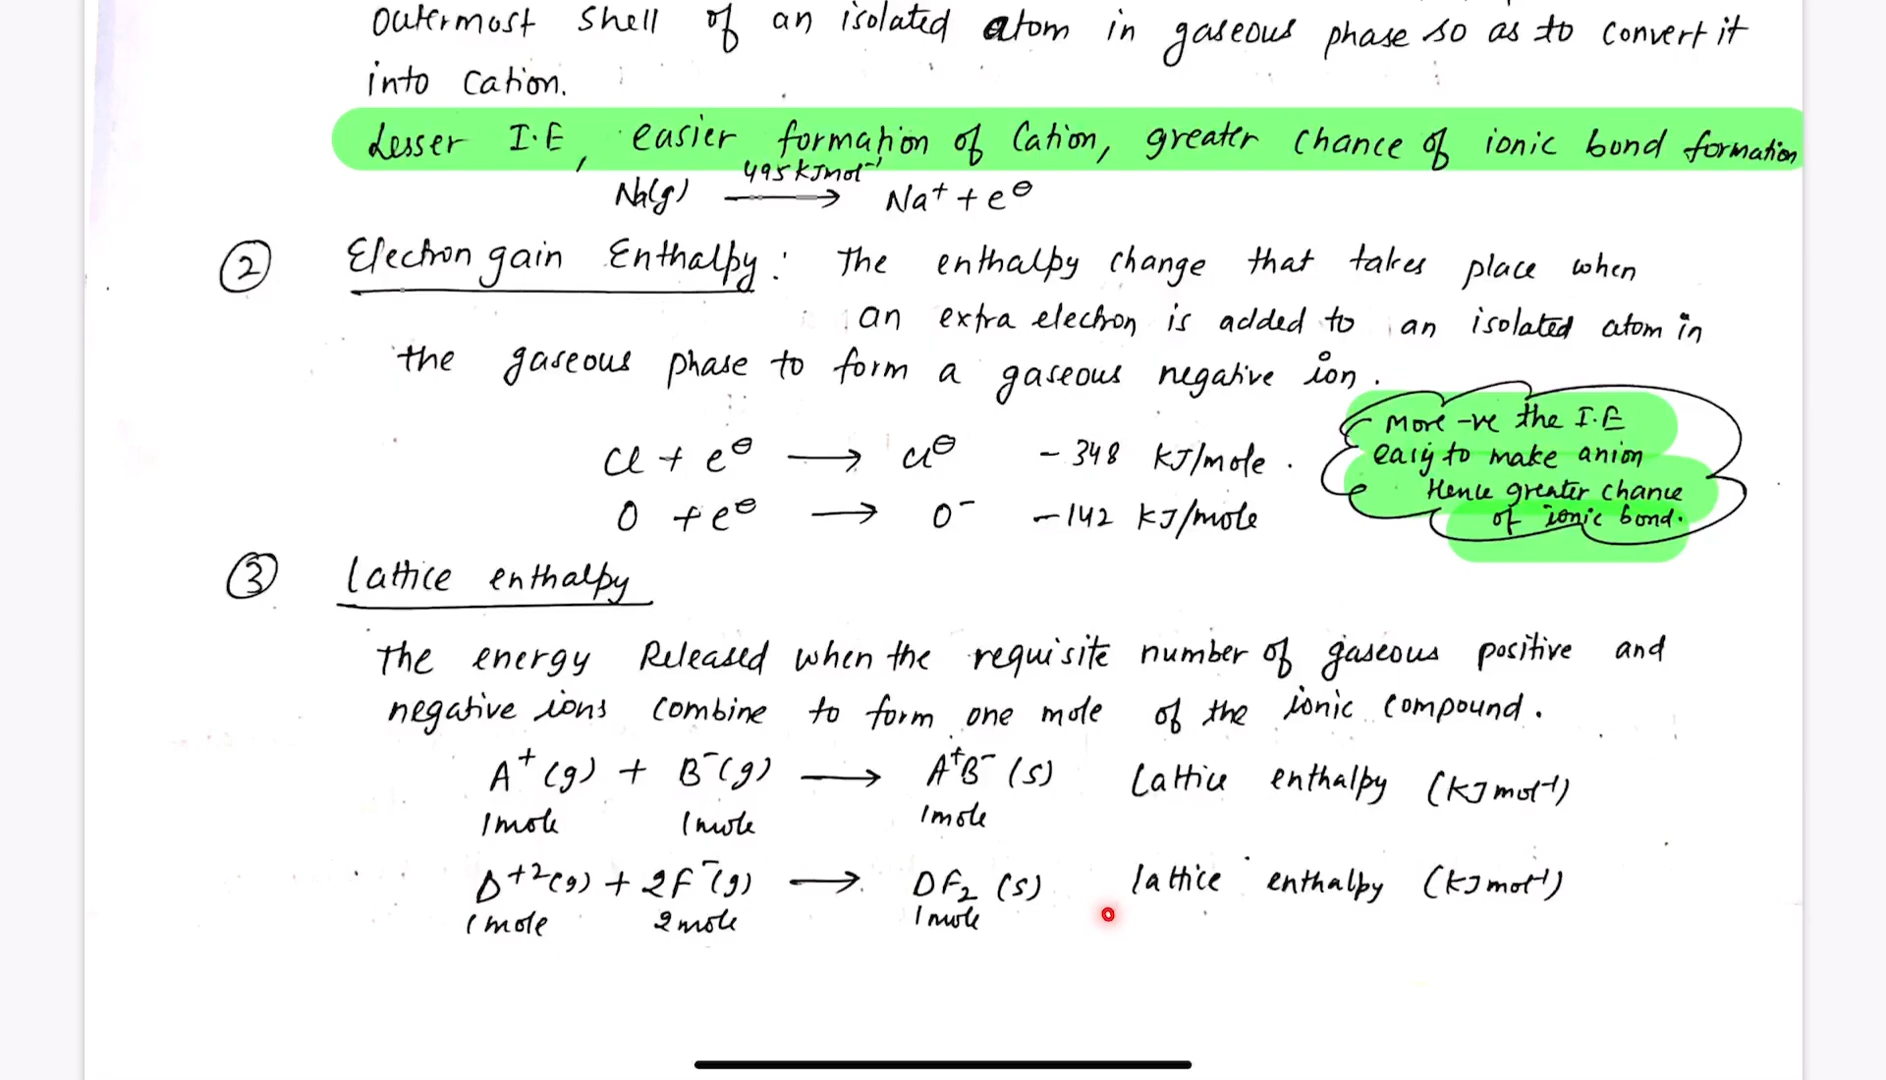 outermost shell of an isolated atom in gaseous phase so as to convert it
into Cation.
Lesser I.E, easier formation of Cation, greater chance of ionic bond formation
Na(g) —495 KJmol⁻¹→ Na⁺ + e⊖
② Electron gain Enthalpy: The enthalpy change that takes place when
an extra electron is added to an isolated atom in
the gaseous phase to form a gaseous negative ion.
Cl + e⊖ ⟶ Cl⊖ -348 KJ/mole.
O + e⊖ ⟶ O⁻ -142 KJ/mole
More -ve the I.E
easy to make anion
Hence greater chance
of ionic bond.
③ Lattice enthalpy
The energy Released when the requisite number of gaseous positive and
negative ions combine to form one mole of the ionic compound.
A⁺(g) + B⁻(g) ⟶ A⁺B⁻(s) Lattice enthalpy (KJ mol⁻¹)
1mole 1mole 1mole
D⁺²(g) + 2F⁻(g) ⟶ DF₂ (s) lattice enthalpy (KJ mol⁻¹)
1 mole 2 mole 1 mole